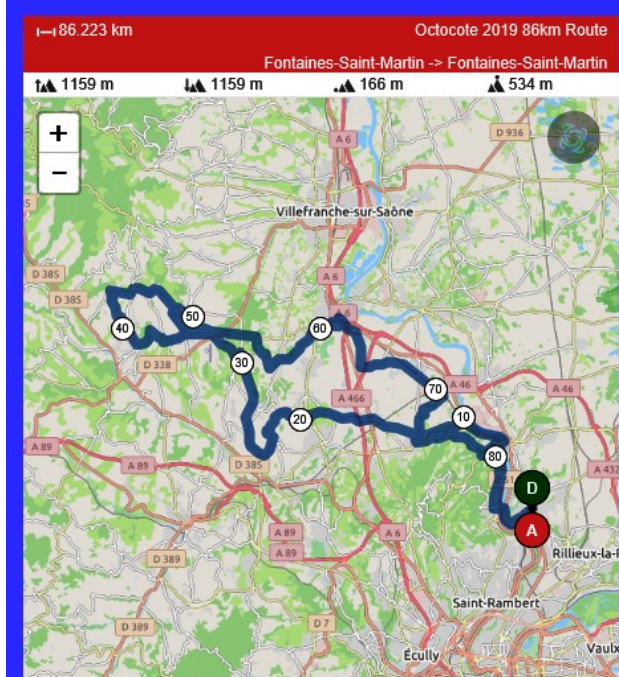 86.223 km
Octocote 2019 86km Route
Fontaines-Saint-Martin -> Fontaines-Saint-Martin
1159 m
1159 m
166 m
534 m
+
−
D 936
A 6
Villefranche-sur-Saône
D 385
A 6
D 385
50
A 6
40
60
D 338
30
70
A 46
A 46
A 466
20
10
A 89
80
A 89
D 385
A 432
D
A 89
A 6
A
A 89
D 389
Rillieux-la-P
Saint-Rambert
D 7
D 389
Écully
Vaulx